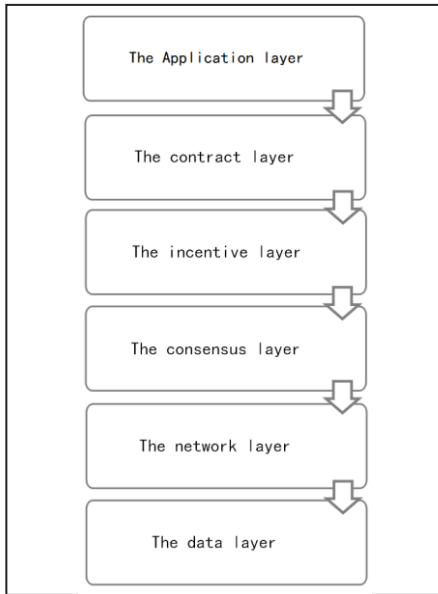 The Application layer
The contract layer
The incentive layer
The consensus layer
The network layer
The data layer